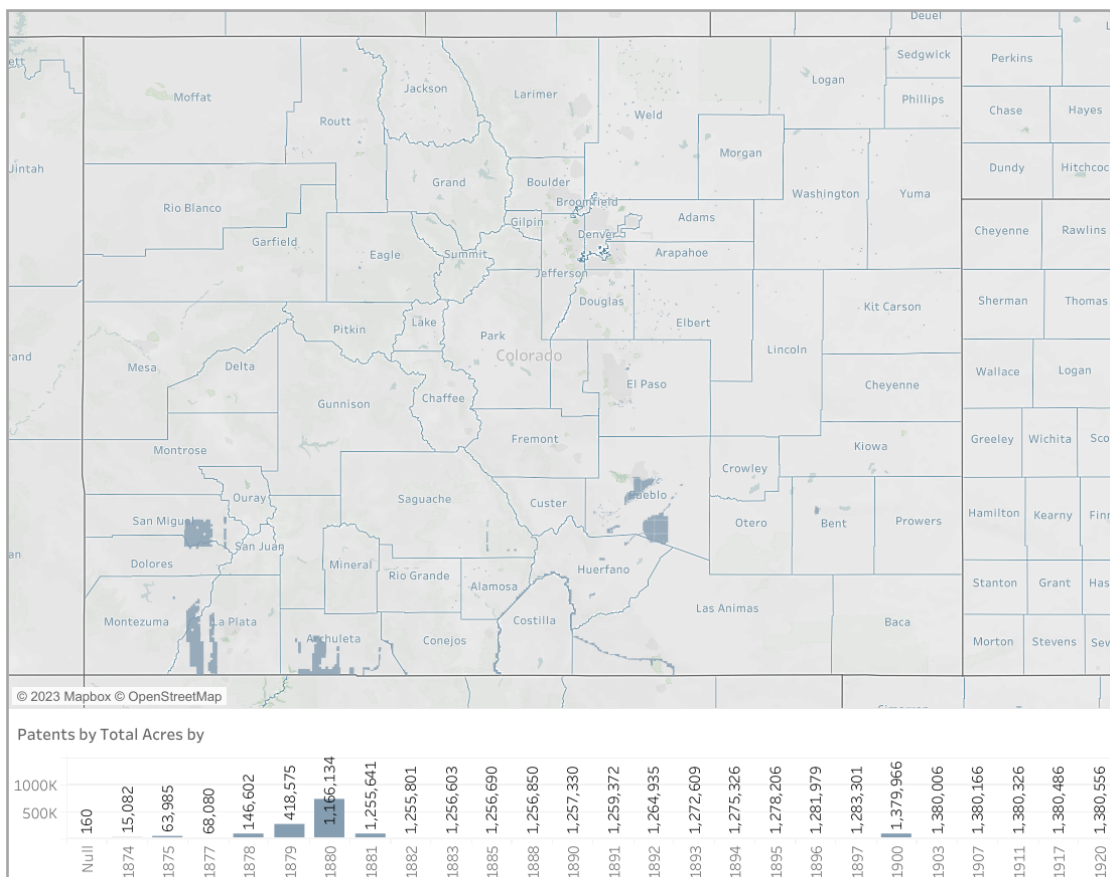 Deuel
Sedgwick
Perkins
Logan
Moffat
Jackson
Larimer
Phillips
Chase
Hayes
Weld
Routt
Morgan
Dundy
Hitchcoc
Grand
Boulder
Washington
Yuma
Rio Blanco
Broomfield
Gilpin
Adams
Cheyenne
Rawlins
Garfield
Denver
Eagle
Summit
Arapahoe
Jefferson
Douglas
Sherman
Thomas
Kit Carson
Pitkin
Lake
Park
Elbert
Lincoln
Colorado
Mesa
Delta
Wallace
Logan
El Paso
Cheyenne
Gunnison
Chaffee
Fremont
Greeley
Wichita
Sco
Montrose
Kiowa
Crowley
Ouray
Saguache
Custer
Pueblo
San Miguel
Otero
Bent
Prowers
Hamilton
Kearny
Finn
San Juan
Dolores
Mineral
Rio Grande
Huerfano
Alamosa
Stanton
Grant
Has
Montezuma
La Plata
Costilla
Las Animas
Baca
Archuleta
Conejos
Morton
Stevens
Sew
© 2023 Mapbox © OpenStreetMap
Patents by Total Acres by
1000K
500K
160
15,082
63,985
68,080
146,602
418,575
1,166,134
1,255,641
1,255,801
1,256,603
1,256,690
1,256,850
1,257,330
1,259,372
1,264,935
1,272,609
1,275,326
1,278,206
1,281,979
1,283,301
1,379,966
1,380,006
1,380,166
1,380,326
1,380,486
1,380,556
Null
1874
1875
1877
1878
1879
1880
1881
1882
1883
1885
1888
1890
1891
1892
1893
1894
1895
1896
1897
1900
1903
1907
1911
1917
1920